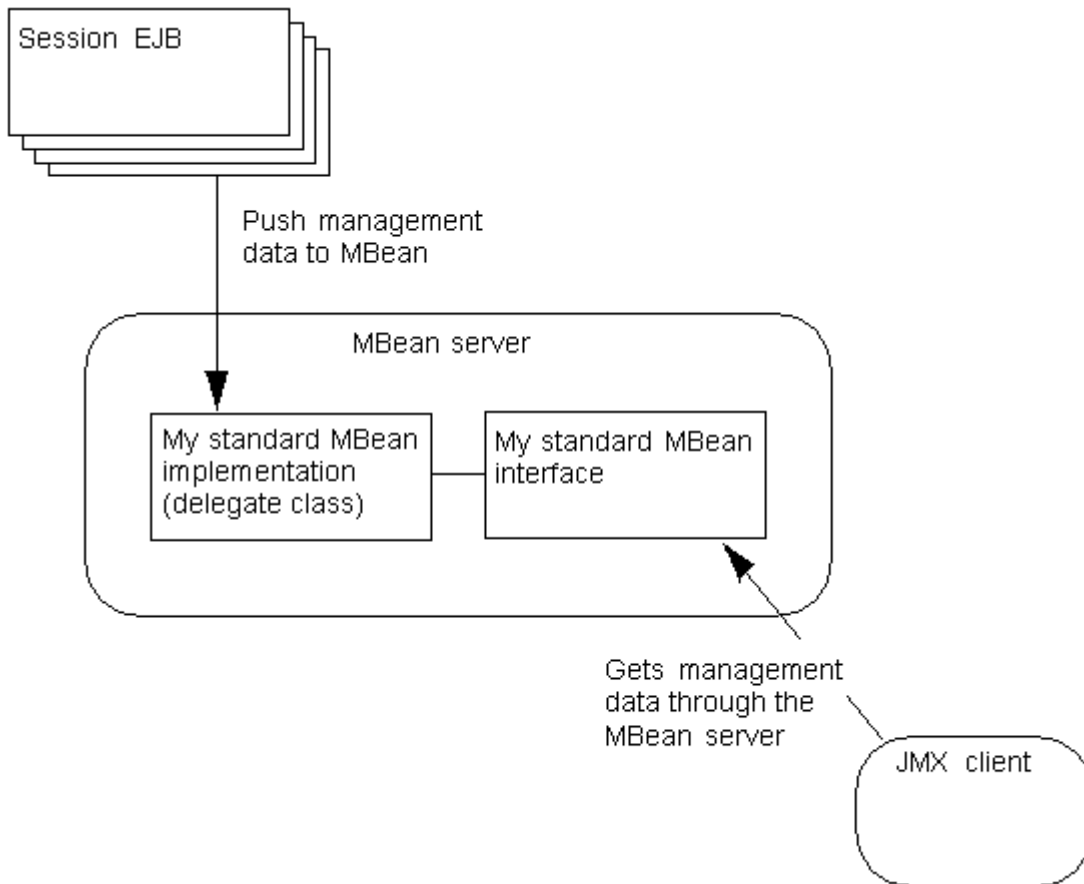 Session EJB
Push management
data to MBean
MBean server
My standard MBean
implementation
(delegate class)
My standard MBean
interface
Gets management
data through the
MBean server
JMX client